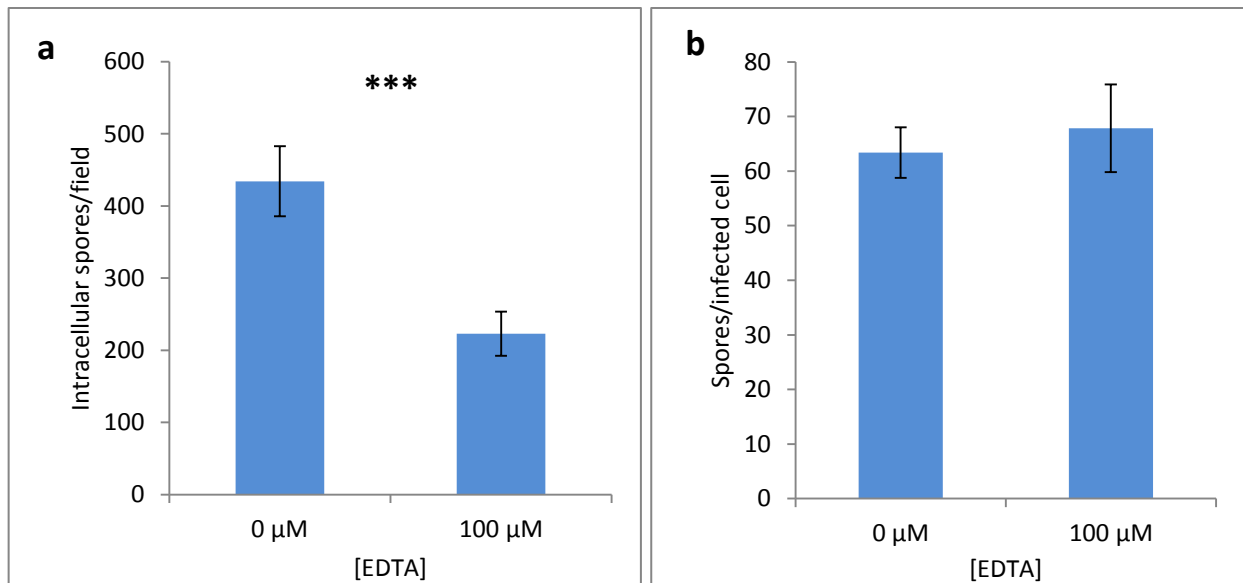 a
***
Intracellular spores/field
600
500
400
300
200
100
0
0 µM
100 µM
[EDTA]
b
Spores/infected cell
80
70
60
50
40
30
20
10
0
0 µM
100 µM
[EDTA]